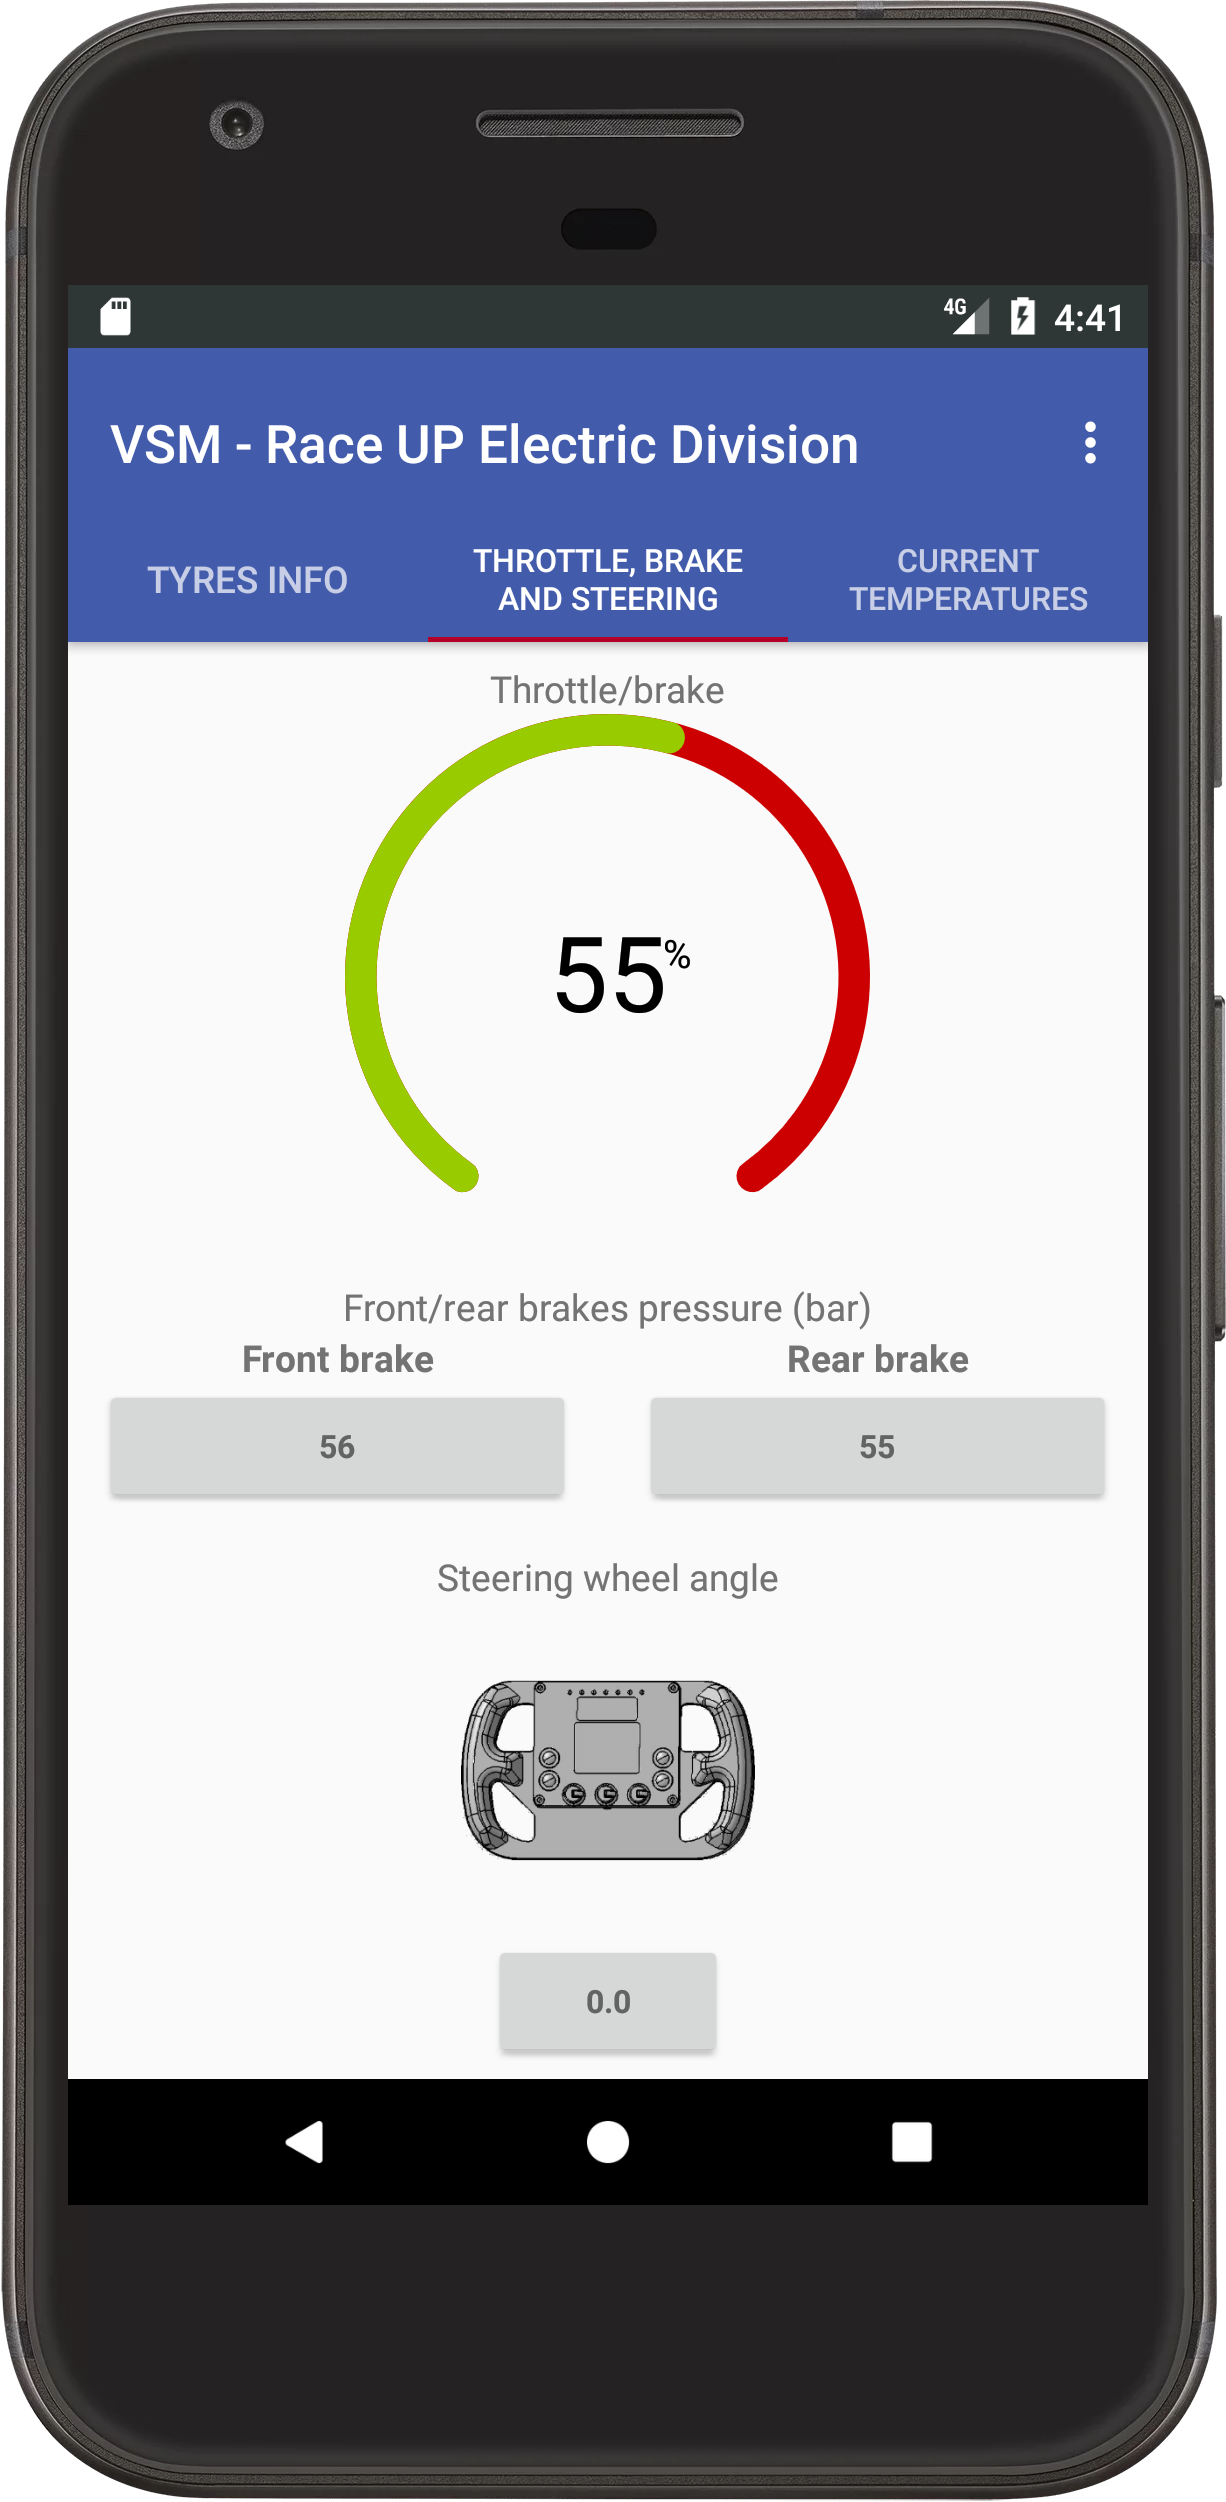 4G 4:41
VSM - Race UP Electric Division
TYRES INFO
THROTTLE, BRAKE
AND STEERING
CURRENT
TEMPERATURES
Throttle/brake
55%
Front/rear brakes pressure (bar)
Front brake
Rear brake
56
55
Steering wheel angle
0.0